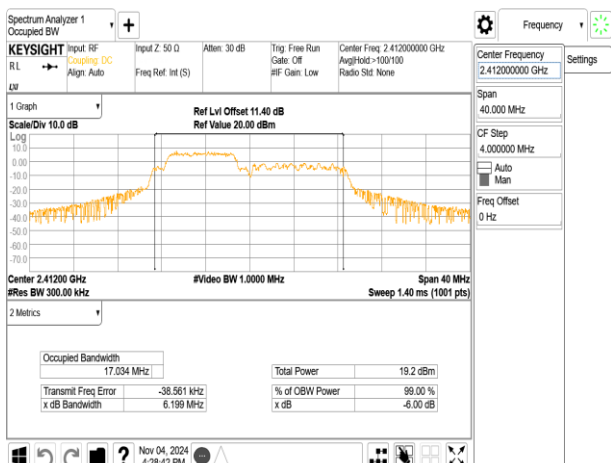 Spectrum Analyzer 1
Occupied BW
Frequency
KEYSIGHT
RL
Input: RF
Coupling: DC
Align: Auto
Input Z: 50 Ω
Freq Ref: Int (S)
Atten: 30 dB
Trig: Free Run
Gate: Off
#IF Gain: Low
Center Freq: 2.412000000 GHz
Avg|Hold:>100/100
Radio Std: None
Center Frequency
2.412000000 GHz
Settings
Span
40.000 MHz
CF Step
4.000000 MHz
Auto
Man
Freq Offset
0 Hz
1 Graph
Scale/Div 10.0 dB
Ref Lvl Offset 11.40 dB
Ref Value 20.00 dBm
Log
10.0
0.00
-10.0
-20.0
-30.0
-40.0
-50.0
-60.0
-70.0
Center 2.41200 GHz
#Res BW 300.00 kHz
#Video BW 1.0000 MHz
Span 40 MHz
Sweep 1.40 ms (1001 pts)
2 Metrics
Occupied Bandwidth
17.034 MHz
Transmit Freq Error -38.561 kHz
x dB Bandwidth 6.199 MHz
Total Power 19.2 dBm
% of OBW Power 99.00 %
x dB -6.00 dB
?
Nov 04, 2024
4:28:42 PM